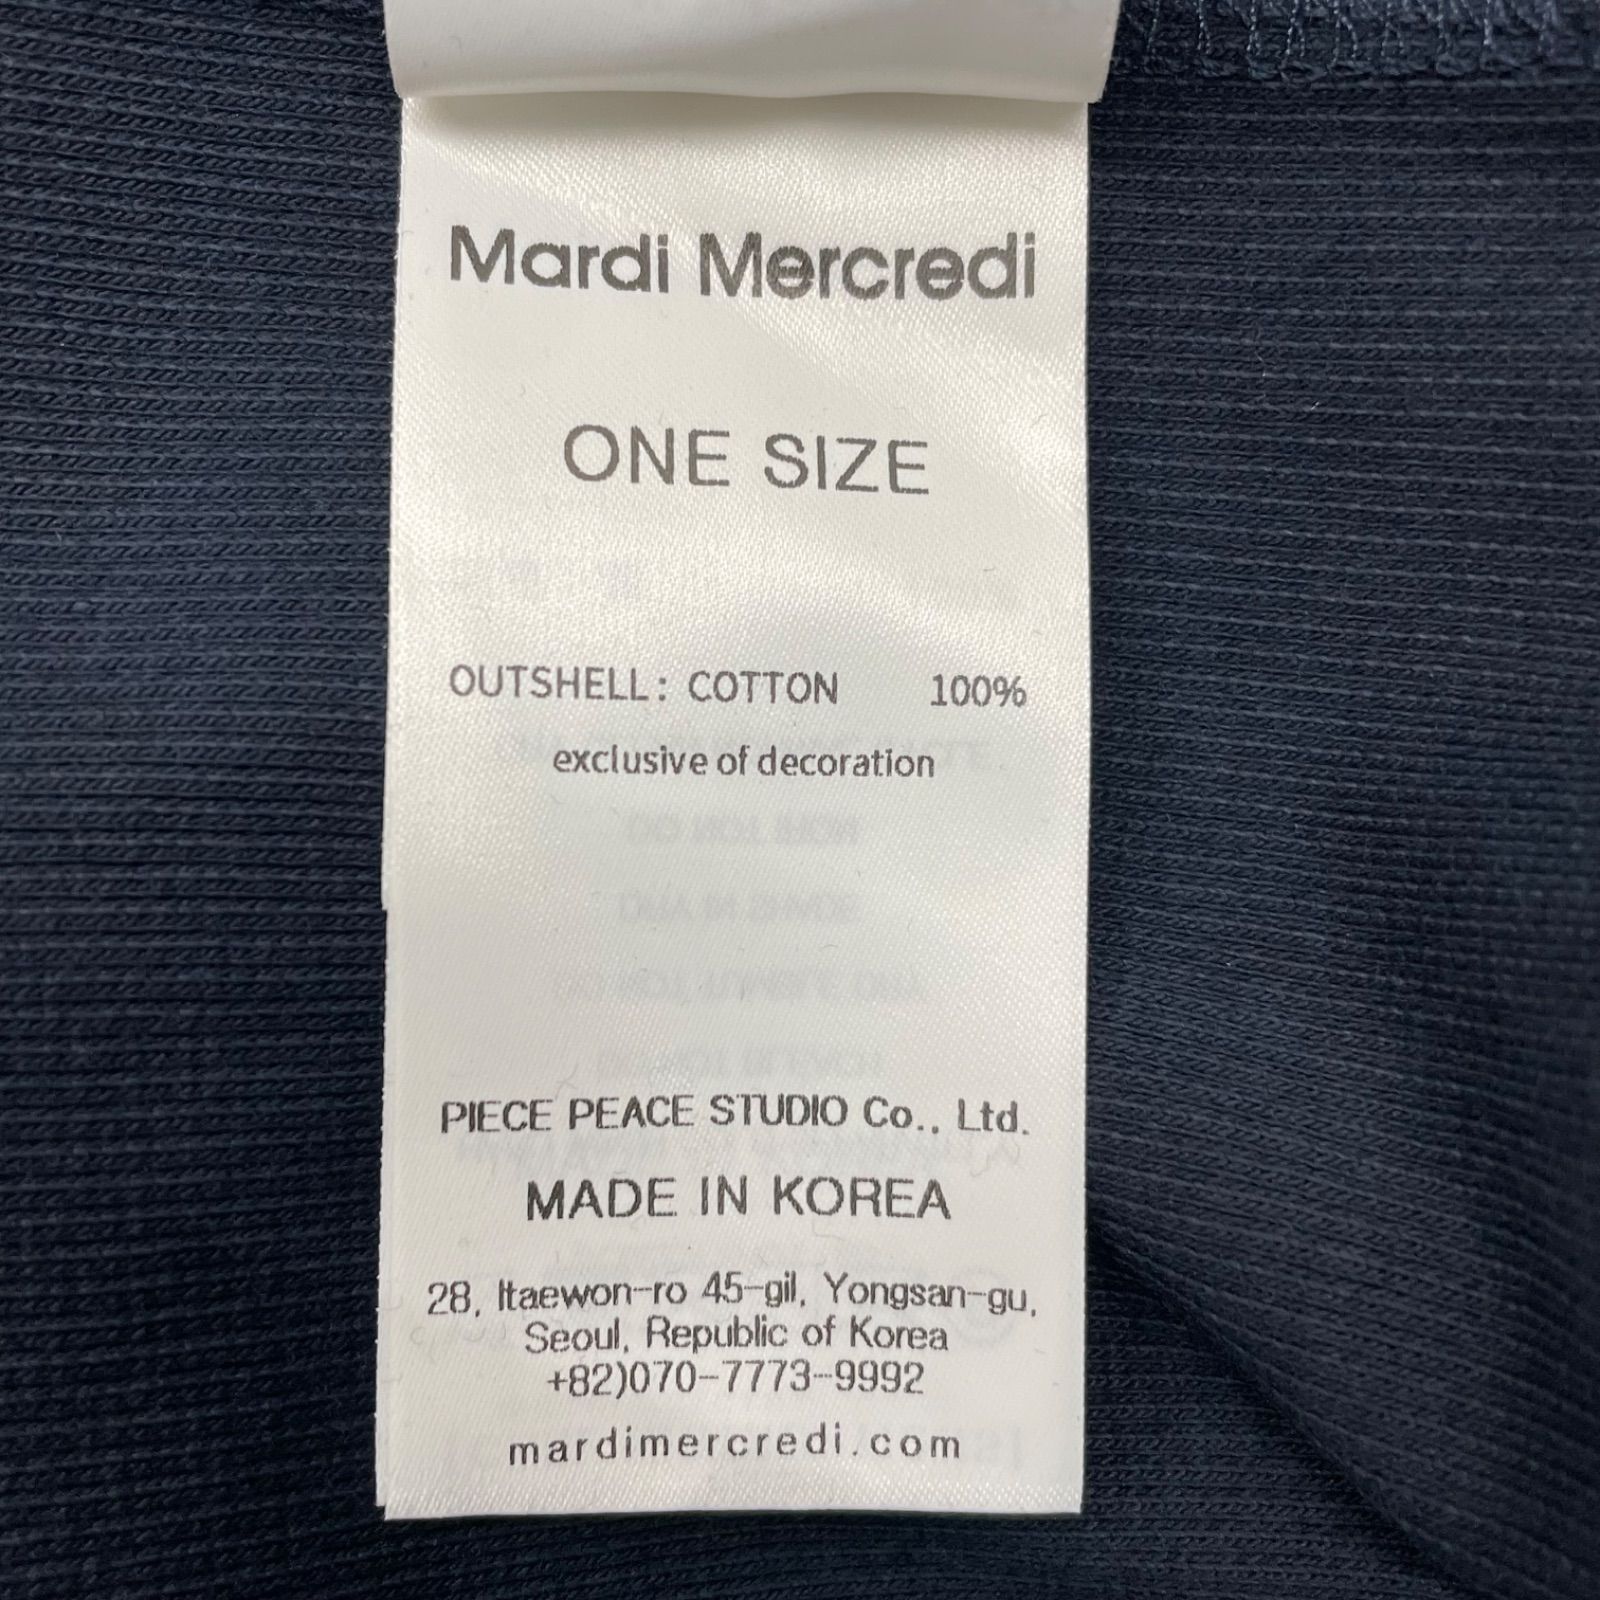 Mardi Mercredi
ONE SIZE
OUTSHELL: COTTON 100%
exclusive of decoration
PIECE PEACE STUDIO Co., Ltd.
MADE IN KOREA
28, Itaewon-ro 45-gil, Yongsan-gu,
Seoul, Republic of Korea
+82)070-7773-9992
mardimercredi.com